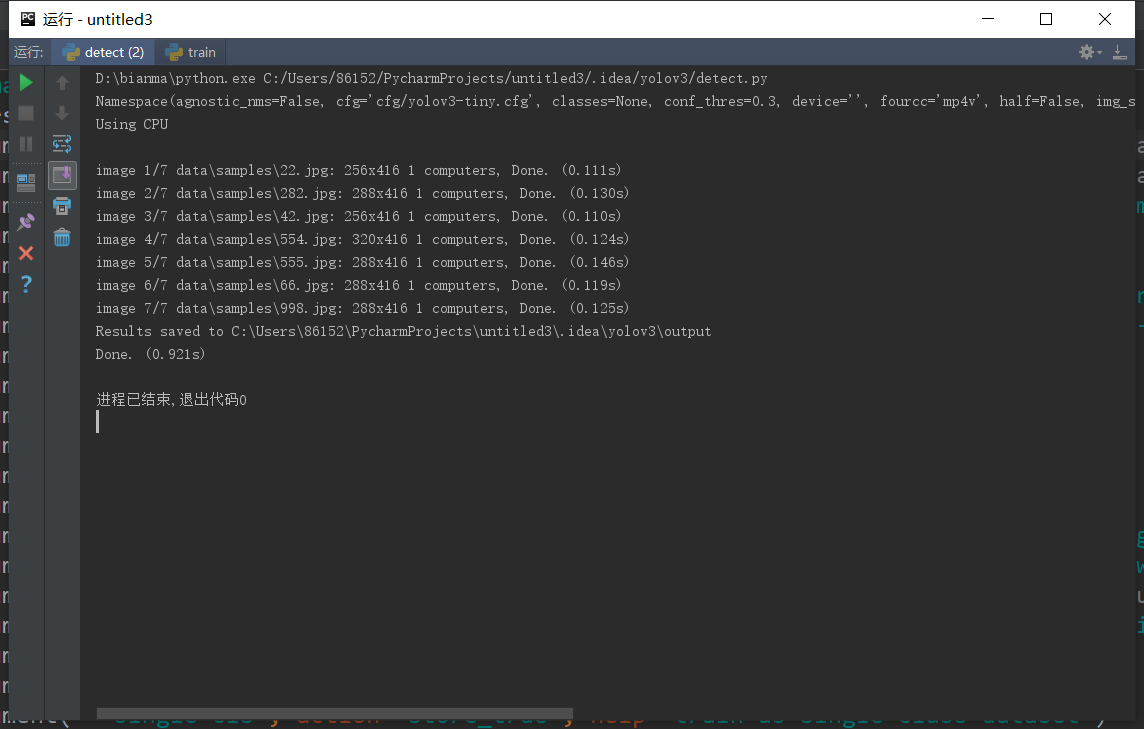 运行 - untitled3
运行: detect (2) train
D:\bianma\python.exe C:/Users/86152/PycharmProjects/untitled3/.idea/yolov3/detect.py
Namespace(agnostic_nms=False, cfg='cfg/yolov3-tiny.cfg', classes=None, conf_thres=0.3, device='', fourcc='mp4v', half=False, img_s
Using CPU
image 1/7 data\samples\22.jpg: 256x416 1 computers, Done. (0.111s)
image 2/7 data\samples\282.jpg: 288x416 1 computers, Done. (0.130s)
image 3/7 data\samples\42.jpg: 256x416 1 computers, Done. (0.110s)
image 4/7 data\samples\554.jpg: 320x416 1 computers, Done. (0.124s)
image 5/7 data\samples\555.jpg: 288x416 1 computers, Done. (0.146s)
image 6/7 data\samples\66.jpg: 288x416 1 computers, Done. (0.119s)
image 7/7 data\samples\998.jpg: 288x416 1 computers, Done. (0.125s)
Results saved to C:\Users\86152\PycharmProjects\untitled3\.idea\yolov3\output
Done. (0.921s)
进程已结束,退出代码0